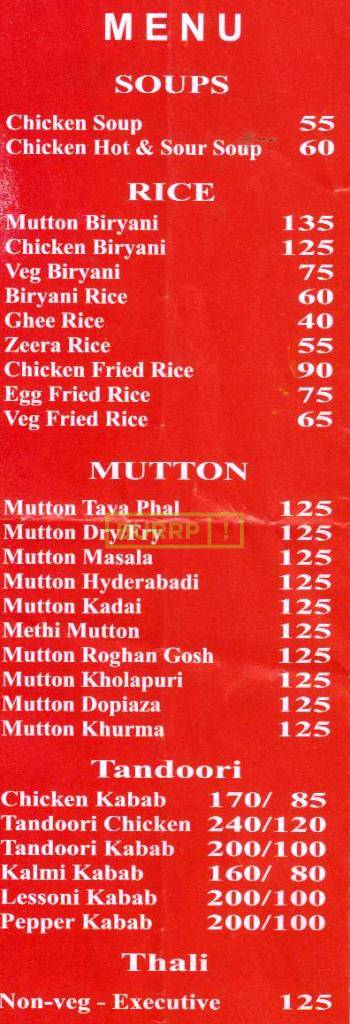 MENU
SOUPS
Chicken Soup 55
Chicken Hot & Sour Soup 60
RICE
Mutton Biryani 135
Chicken Biryani 125
Veg Biryani 75
Biryani Rice 60
Ghee Rice 40
Zeera Rice 55
Chicken Fried Rice 90
Egg Fried Rice 75
Veg Fried Rice 65
MUTTON
Mutton Tava Phal 125
Mutton Dry/Fry 125
BURRP!
Mutton Masala 125
Mutton Hyderabadi 125
Mutton Kadai 125
Methi Mutton 125
Mutton Roghan Gosh 125
Mutton Kholapuri 125
Mutton Dopiaza 125
Mutton Khurma 125
Tandoori
Chicken Kabab 170/ 85
Tandoori Chicken 240/120
Tandoori Kabab 200/100
Kalmi Kabab 160/ 80
Lessoni Kabab 200/100
Pepper Kabab 200/100
Thali
Non-veg - Executive 125